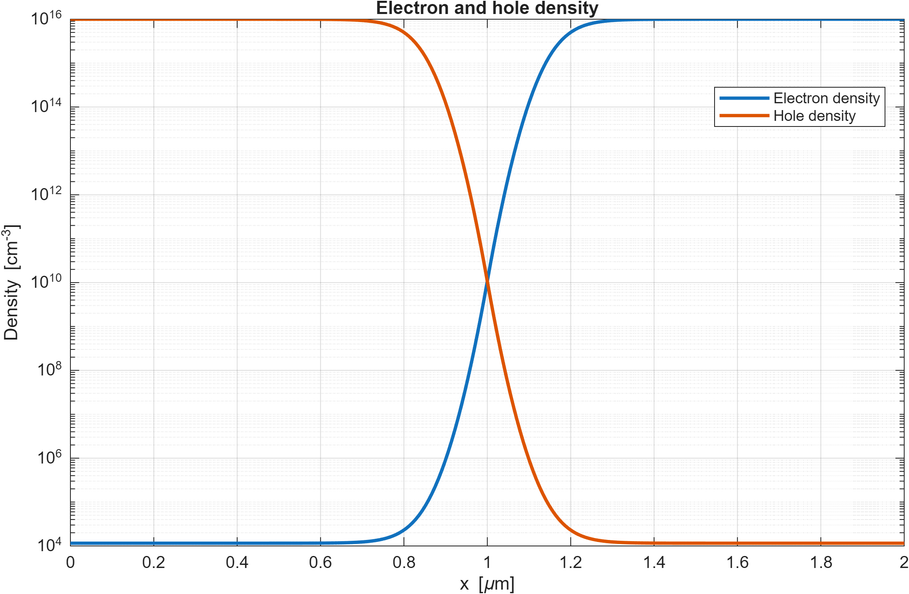 Electron and hole density
10^16
10^14
10^12
10^10
10^8
10^6
10^4
Density [cm^-3]
Electron density
Hole density
0 0.2 0.4 0.6 0.8 1 1.2 1.4 1.6 1.8 2
x [μm]